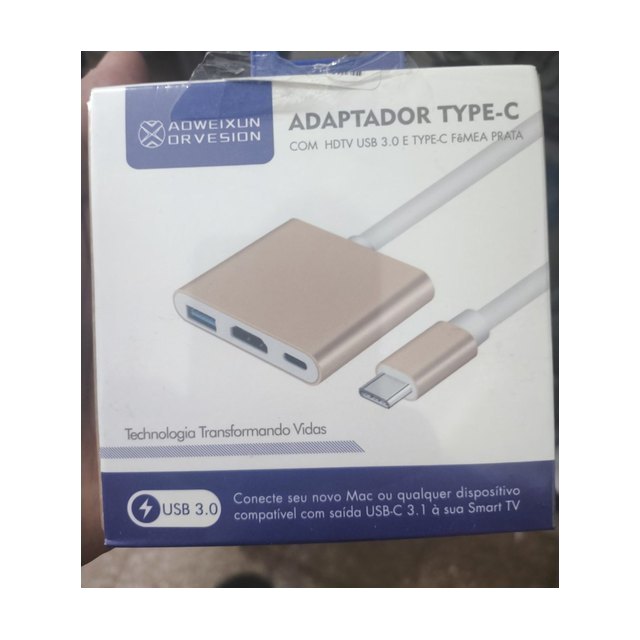 AOWEIXUN
ORVESION
ADAPTADOR TYPE-C
COM HDTV USB 3.0 E TYPE-C FêMEA PRATA
Technologia Transformando Vidas
USB 3.0
Conecte seu novo Mac ou qualquer dispositivo
compatível com saída USB-C 3.1 à sua Smart TV